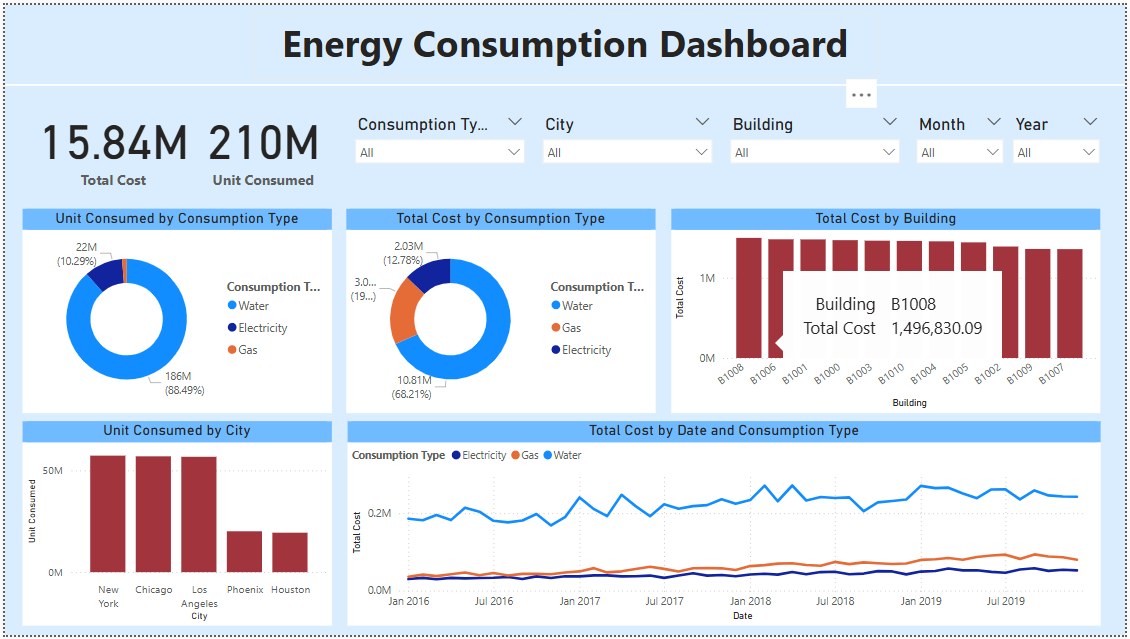 Energy Consumption Dashboard
15.84M
Total Cost
210M
Unit Consumed
Consumption Ty...
All
City
All
Building
All
Month
All
Year
All
Unit Consumed by Consumption Type
22M
(10.29%)
186M
(88.49%)
Consumption T...
Water
Electricity
Gas
Total Cost by Consumption Type
2.03M
(12.78%)
3.0...
(19...)
10.81M
(68.21%)
Consumption T...
Water
Gas
Electricity
Total Cost by Building
Total Cost
1M
0M
Building B1008
Total Cost 1,496,830.09
B1008 B1006 B1001 B1000 B1003 B1010 B1004 B1005 B1002 B1009 B1007
Building
Unit Consumed by City
Unit Consumed
50M
0M
New York Chicago Los Angeles Phoenix Houston
City
Total Cost by Date and Consumption Type
Consumption Type Electricity Gas Water
Total Cost
0.2M
0.0M
Jan 2016 Jul 2016 Jan 2017 Jul 2017 Jan 2018 Jul 2018 Jan 2019 Jul 2019
Date